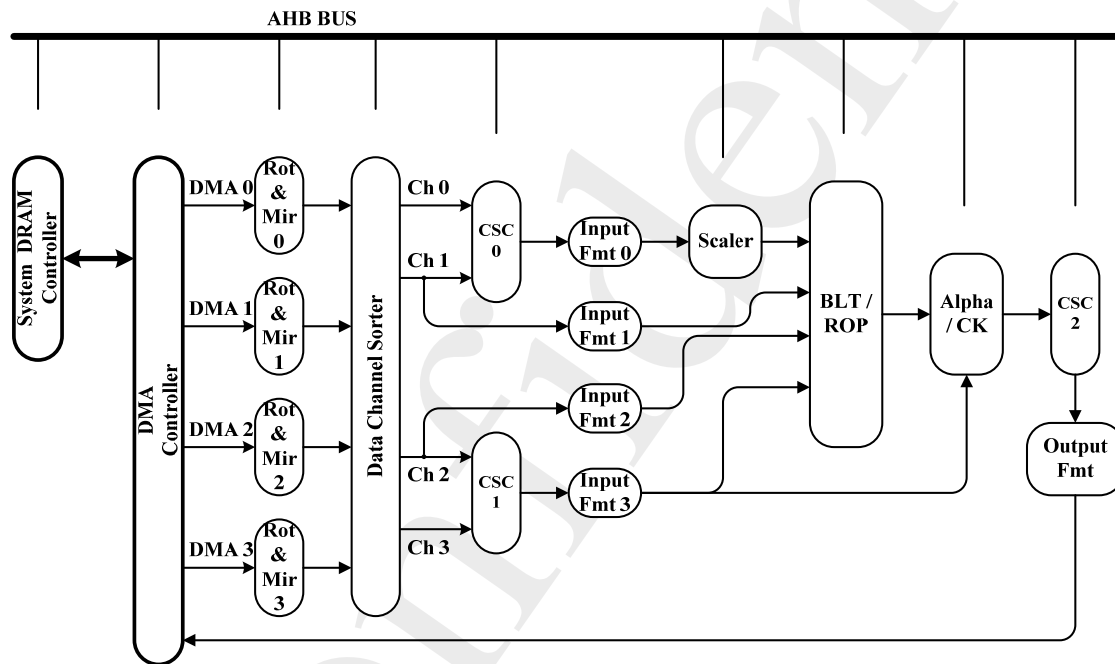 AHB BUS
System DRAM
Controller
DMA
Controller
DMA 0
Rot
&
Mir
0
DMA 1
Rot
&
Mir
1
DMA 2
Rot
&
Mir
2
DMA 3
Rot
&
Mir
3
Data Channel Sorter
Ch 0
Ch 1
Ch 2
Ch 3
CSC
0
CSC
1
Input
Fmt 0
Input
Fmt 1
Input
Fmt 2
Input
Fmt 3
Scaler
BLT /
ROP
Alpha
/ CK
CSC
2
Output
Fmt